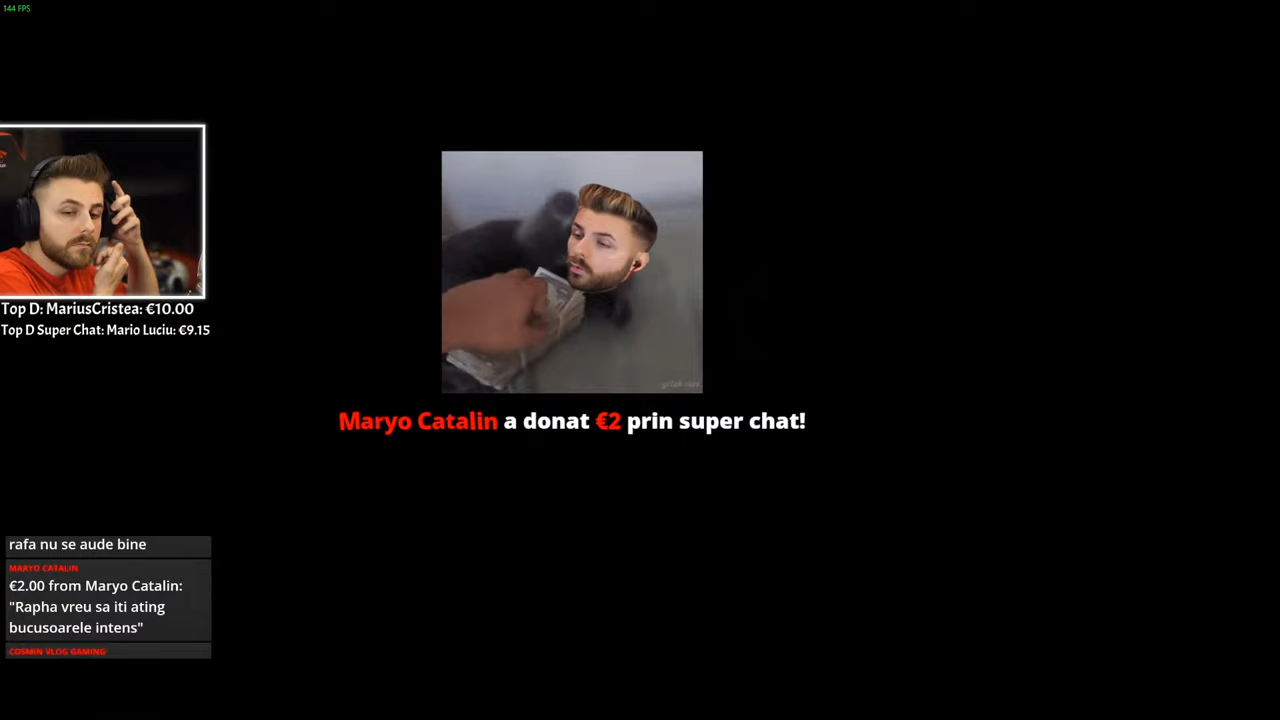 144 FPS
Top D: MariusCristea: €10.00
Top D Super Chat: Mario Luciu: €9.15
Maryo Catalin a donat €2 prin super chat!
rafa nu se aude bine
MARYO CATALIN
€2.00 from Maryo Catalin:
"Rapha vreu sa iti ating
bucusoarele intens"
COSMIN VLOG GAMING